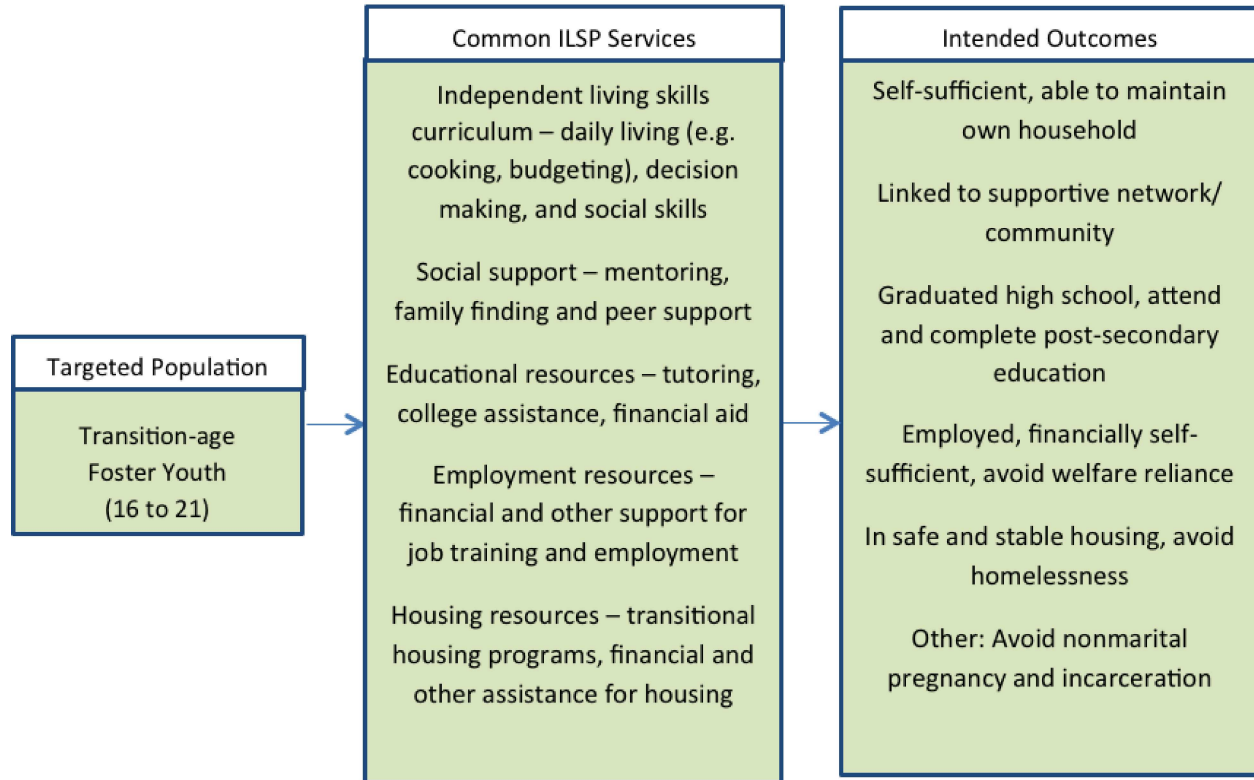 Targeted Population
Transition-age
Foster Youth
(16 to 21)
Common ILSP Services
Independent living skills
curriculum – daily living (e.g.
cooking, budgeting), decision
making, and social skills
Social support – mentoring,
family finding and peer support
Educational resources – tutoring,
college assistance, financial aid
Employment resources –
financial and other support for
job training and employment
Housing resources – transitional
housing programs, financial and
other assistance for housing
Intended Outcomes
Self-sufficient, able to maintain
own household
Linked to supportive network/
community
Graduated high school, attend
and complete post-secondary
education
Employed, financially self-
sufficient, avoid welfare reliance
In safe and stable housing, avoid
homelessness
Other: Avoid nonmarital
pregnancy and incarceration